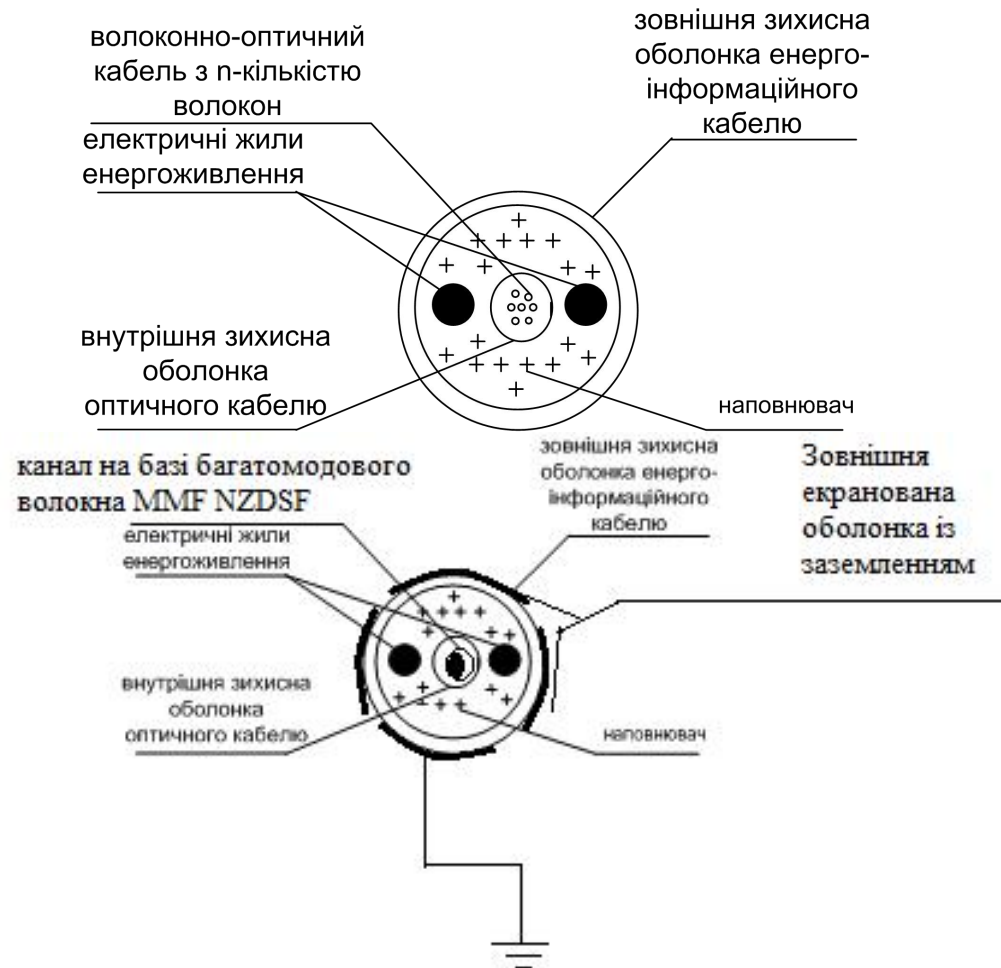 волоконно-оптичний
кабель з n-кількістю
волокон
електричні жили
енергоживлення
зовнішня зихисна
оболонка енерго-
інформаційного
кабелю
внутрішня зихисна
оболонка
оптичного кабелю
наповнювач
канал на базі багатомодового
волокна MMF NZDSF
електричні жили
енергоживлення
зовнішня зихисна
оболонка енерго-
інформаційного
кабелю
Зовнішня
екранована
оболонка із
заземленням
внутрішня зихисна
оболонка
оптичного кабелю
наповнювач